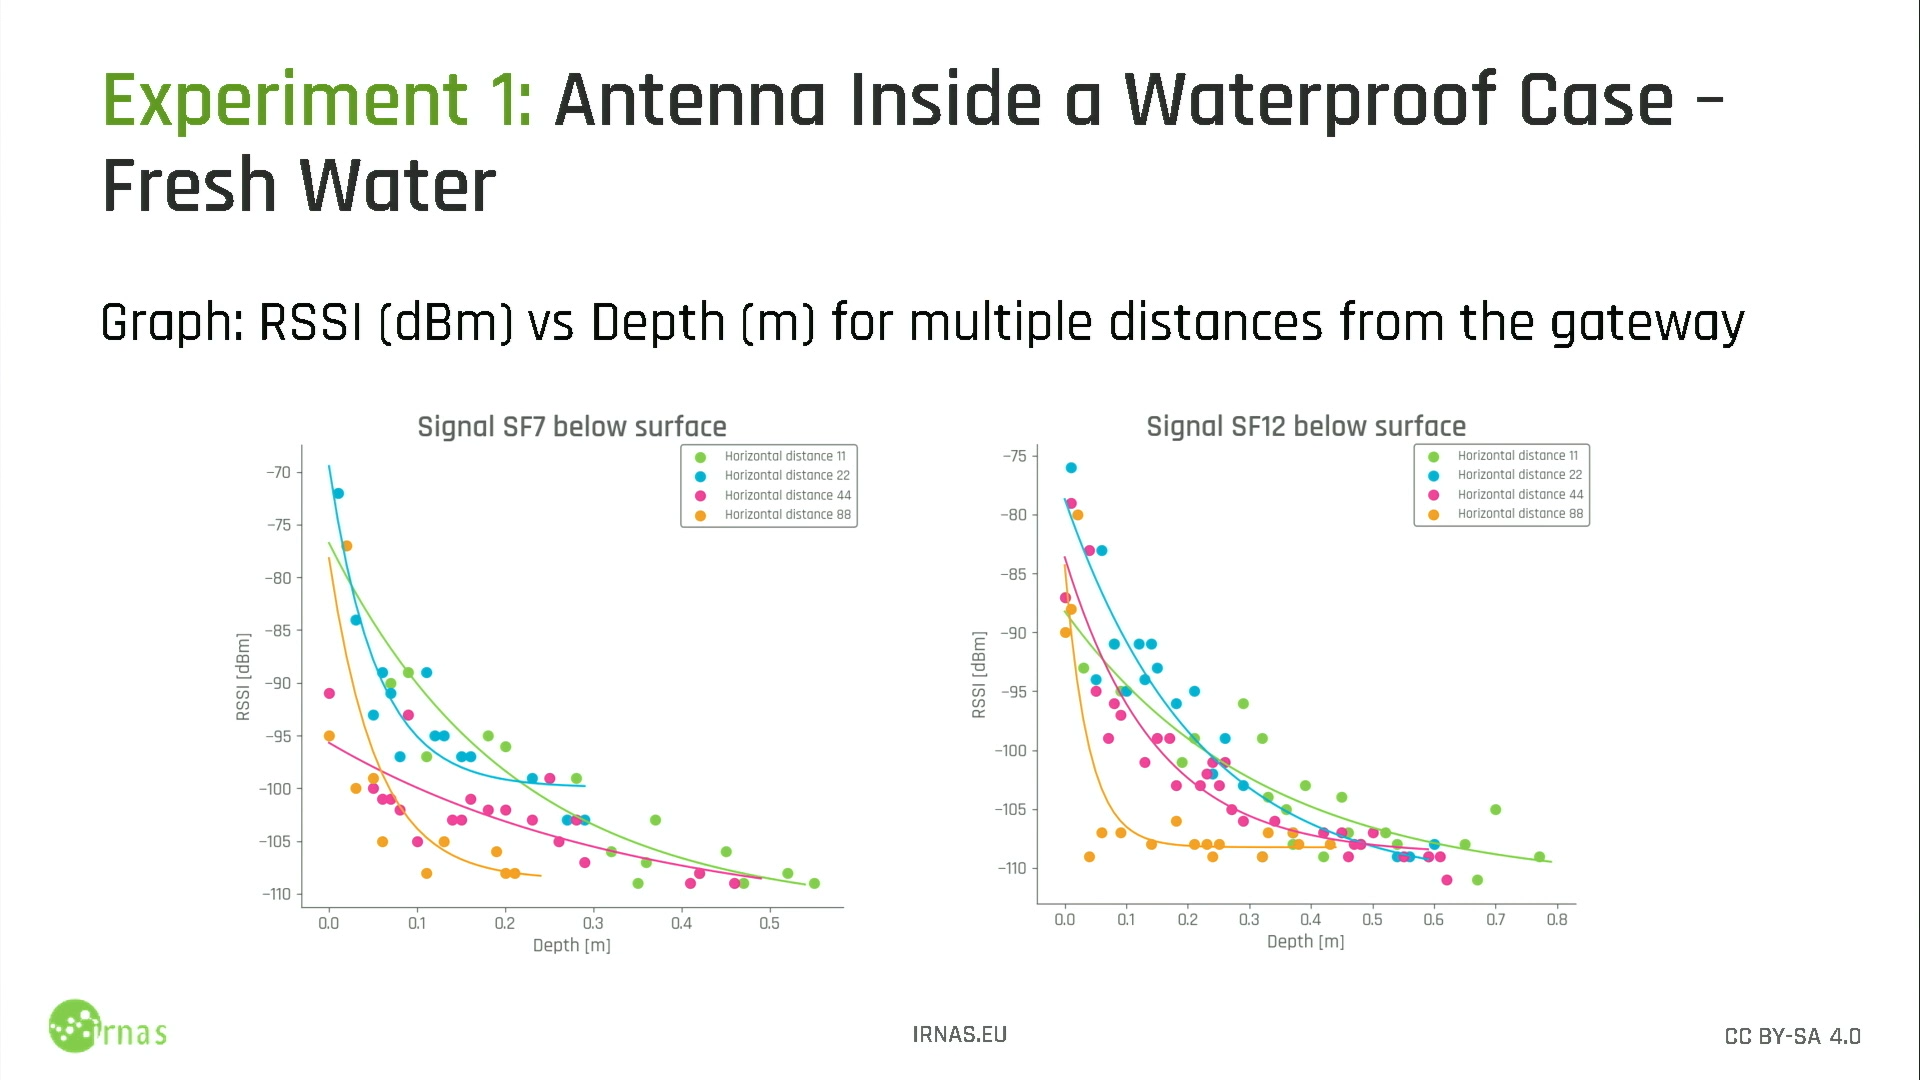 Experiment 1: Antenna Inside a Waterproof Case –
Fresh Water
Graph: RSSI (dBm) vs Depth (m) for multiple distances from the gateway
Signal SF7 below surface
Horizontal distance 11
Horizontal distance 22
Horizontal distance 44
Horizontal distance 88
−70
−75
−80
−85
−90
−95
−100
−105
−110
RSSI [dBm]
0.0 0.1 0.2 0.3 0.4 0.5
Depth [m]
Signal SF12 below surface
Horizontal distance 11
Horizontal distance 22
Horizontal distance 44
Horizontal distance 88
−75
−80
−85
−90
−95
−100
−105
−110
RSSI [dBm]
0.0 0.1 0.2 0.3 0.4 0.5 0.6 0.7 0.8
Depth [m]
irnas
IRNAS.EU
CC BY-SA 4.0